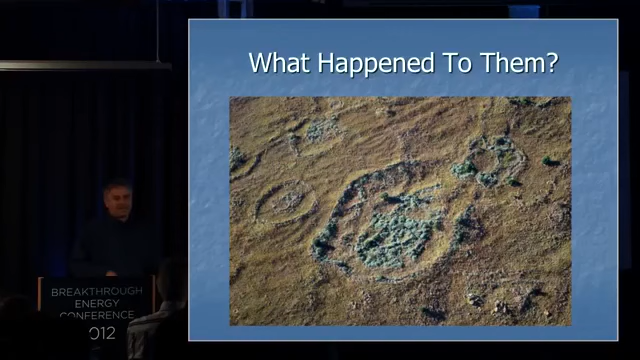 What Happened To Them?
BREAKTHROUGH
ENERGY
CONFERENCE
012